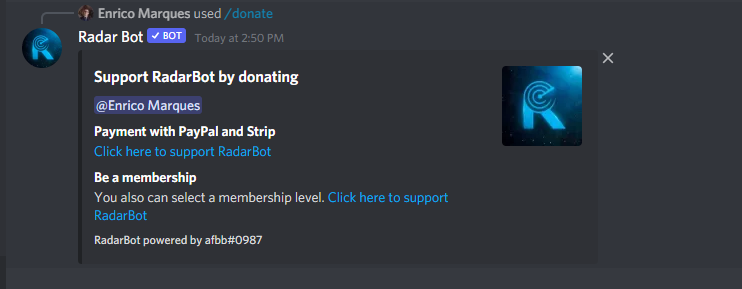 Enrico Marques used /donate
Radar Bot ✓ BOT Today at 2:50 PM
Support RadarBot by donating
@Enrico Marques
Payment with PayPal and Strip
Click here to support RadarBot
Be a membership
You also can select a membership level. Click here to support
RadarBot
RadarBot powered by afbb#0987